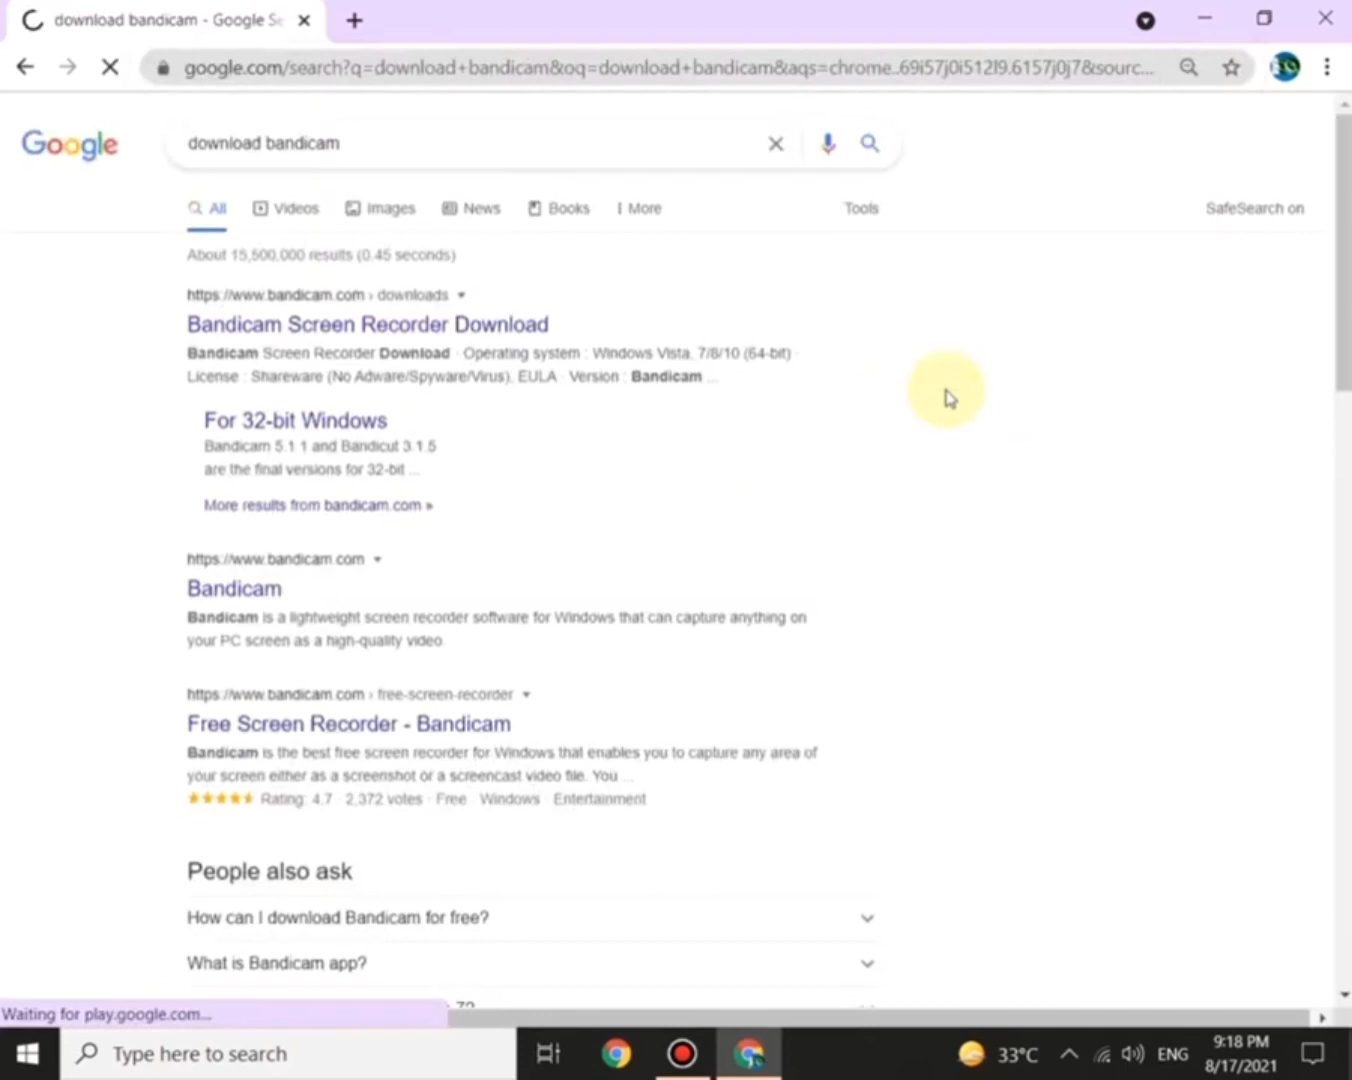 download bandicam - Google Se
google.com/search?q=download+bandicam&oq=download+bandicam&aqs=chrome..69i57j0i512l9.6157j0j7&sourc...
Google
download bandicam
All Videos Images News Books More Tools SafeSearch on
About 15,500,000 results (0.45 seconds)
https://www.bandicam.com › downloads
Bandicam Screen Recorder Download
Bandicam Screen Recorder Download · Operating system : Windows Vista, 7/8/10 (64-bit) ·
License : Shareware (No Adware/Spyware/Virus), EULA · Version : Bandicam ...
For 32-bit Windows
Bandicam 5.1.1 and Bandicut 3.1.5
are the final versions for 32-bit ...
More results from bandicam.com »
https://www.bandicam.com
Bandicam
Bandicam is a lightweight screen recorder software for Windows that can capture anything on
your PC screen as a high-quality video.
https://www.bandicam.com › free-screen-recorder
Free Screen Recorder - Bandicam
Bandicam is the best free screen recorder for Windows that enables you to capture any area of
your screen either as a screenshot or a screencast video file. You ...
Rating: 4.7 · 2,372 votes · Free · Windows · Entertainment
People also ask
How can I download Bandicam for free?
What is Bandicam app?
Waiting for play.google.com...
Type here to search
33°C
ENG
9:18 PM
8/17/2021